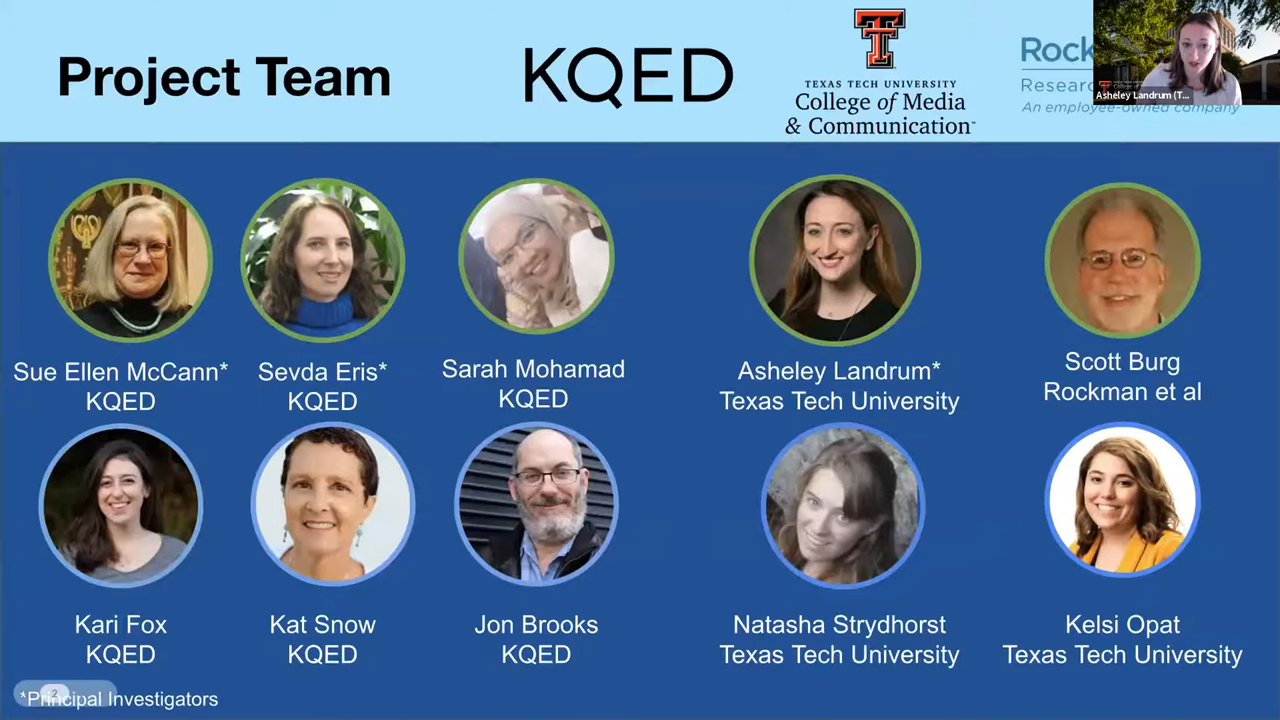 Project Team
KQED
TEXAS TECH UNIVERSITY
College of Media
& Communication™
Rock
Researc
An employee-owned company
Asheley Landrum (T...
Sue Ellen McCann*
KQED
Sevda Eris*
KQED
Sarah Mohamad
KQED
Asheley Landrum*
Texas Tech University
Scott Burg
Rockman et al
Kari Fox
KQED
Kat Snow
KQED
Jon Brooks
KQED
Natasha Strydhorst
Texas Tech University
Kelsi Opat
Texas Tech University
2
*Principal Investigators